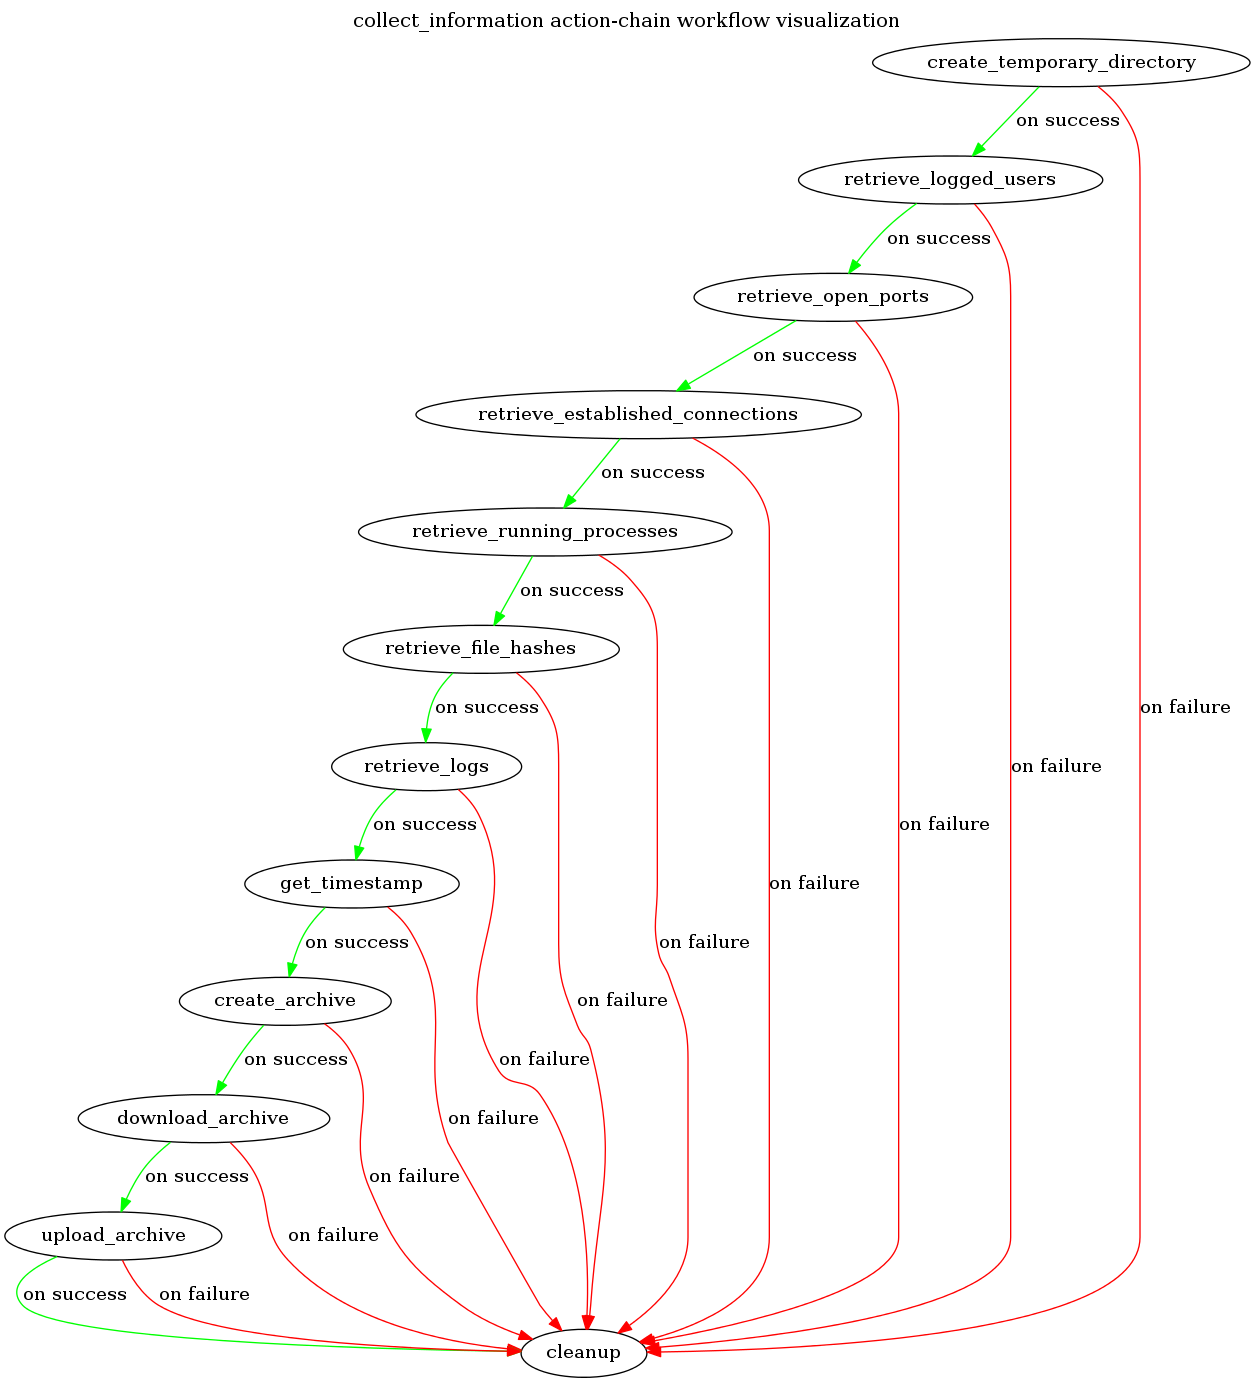 collect_information action-chain workflow visualization
create_temporary_directory
on success
retrieve_logged_users
on success
retrieve_open_ports
on success
retrieve_established_connections
on success
retrieve_running_processes
on success
retrieve_file_hashes
on success
on failure
retrieve_logs
on failure
on success
on failure
get_timestamp
on failure
on success
on failure
create_archive
on failure
on success
on failure
download_archive
on failure
on success
on failure
upload_archive
on failure
on success
on failure
cleanup